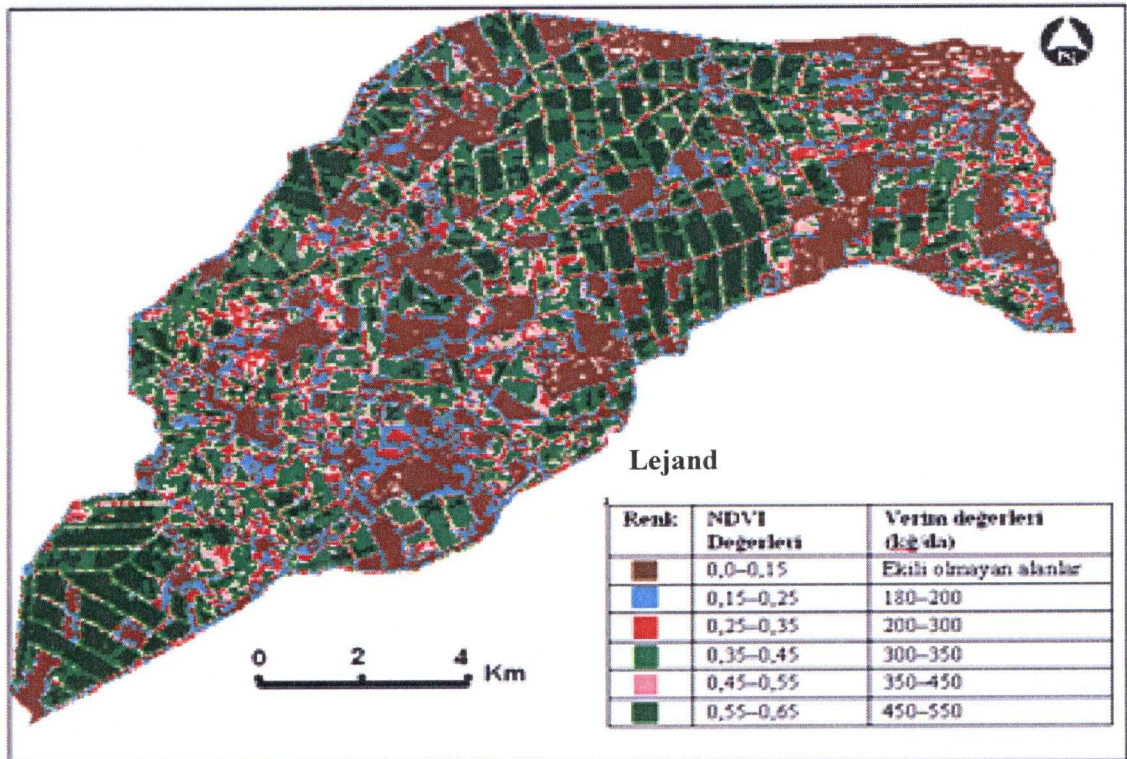 Lejand
Renk NDVI Değerleri Verim değerleri (kg/da)
0,0–0,15 Ekili olmayan alanlar
0,15–0,25 180–200
0,25–0,35 200–300
0,35–0,45 300–350
0,45–0,55 350–450
0,55–0,65 450–550
0 2 4 Km